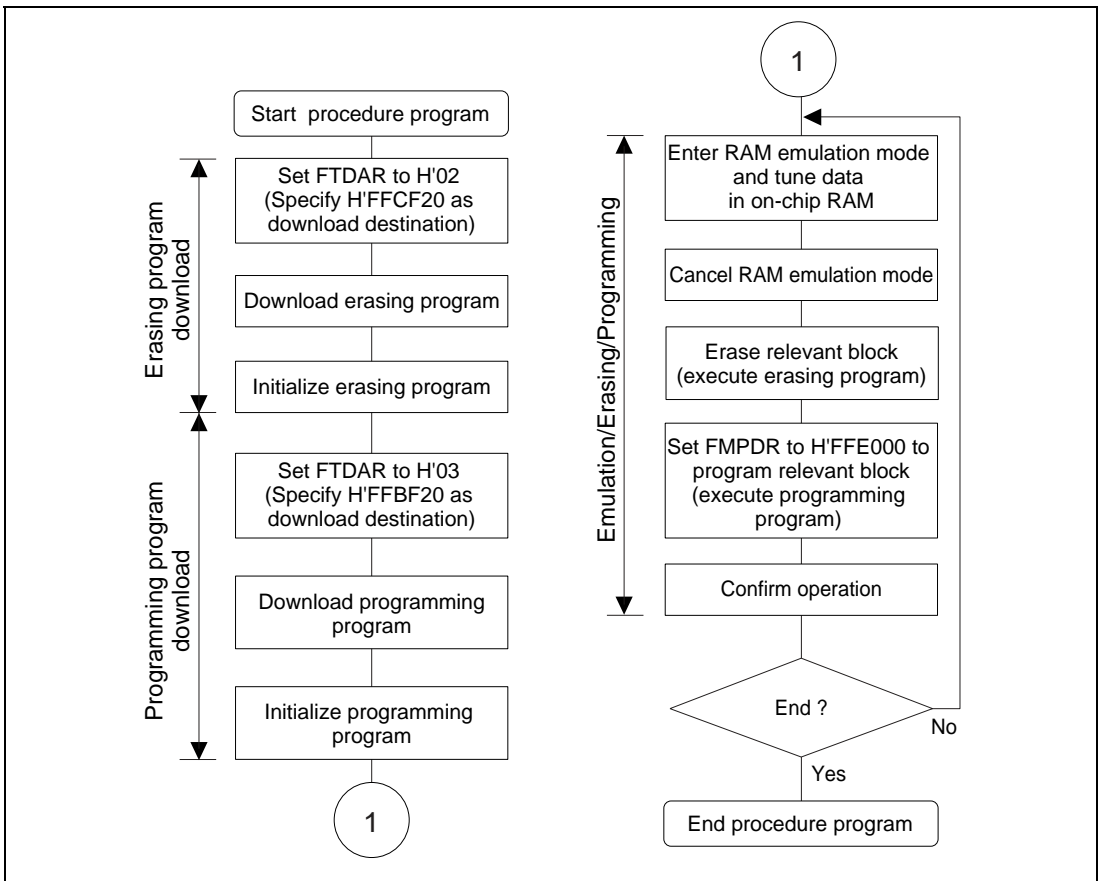 Start procedure program
Erasing program
download
Set FTDAR to H'02
(Specify H'FFCF20 as
download destination)
Download erasing program
Initialize erasing program
Programming program
download
Set FTDAR to H'03
(Specify H'FFBF20 as
download destination)
Download programming
program
Initialize programming
program
1
1
Emulation/Erasing/Programming
Enter RAM emulation mode
and tune data
in on-chip RAM
Cancel RAM emulation mode
Erase relevant block
(execute erasing program)
Set FMPDR to H'FFE000 to
program relevant block
(execute programming
program)
Confirm operation
End ?
No
Yes
End procedure program